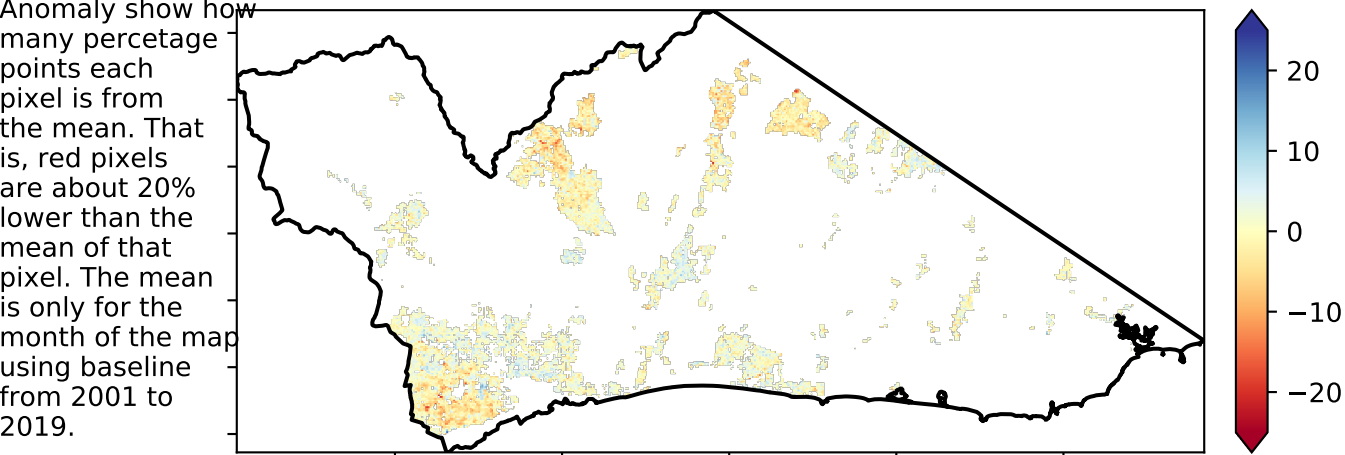 Anomaly show how
many percetage
points each
pixel is from
the mean. That
is, red pixels
are about 20%
lower than the
mean of that
pixel. The mean
is only for the
month of the map
using baseline
from 2001 to
2019.
20
10
0
−10
−20